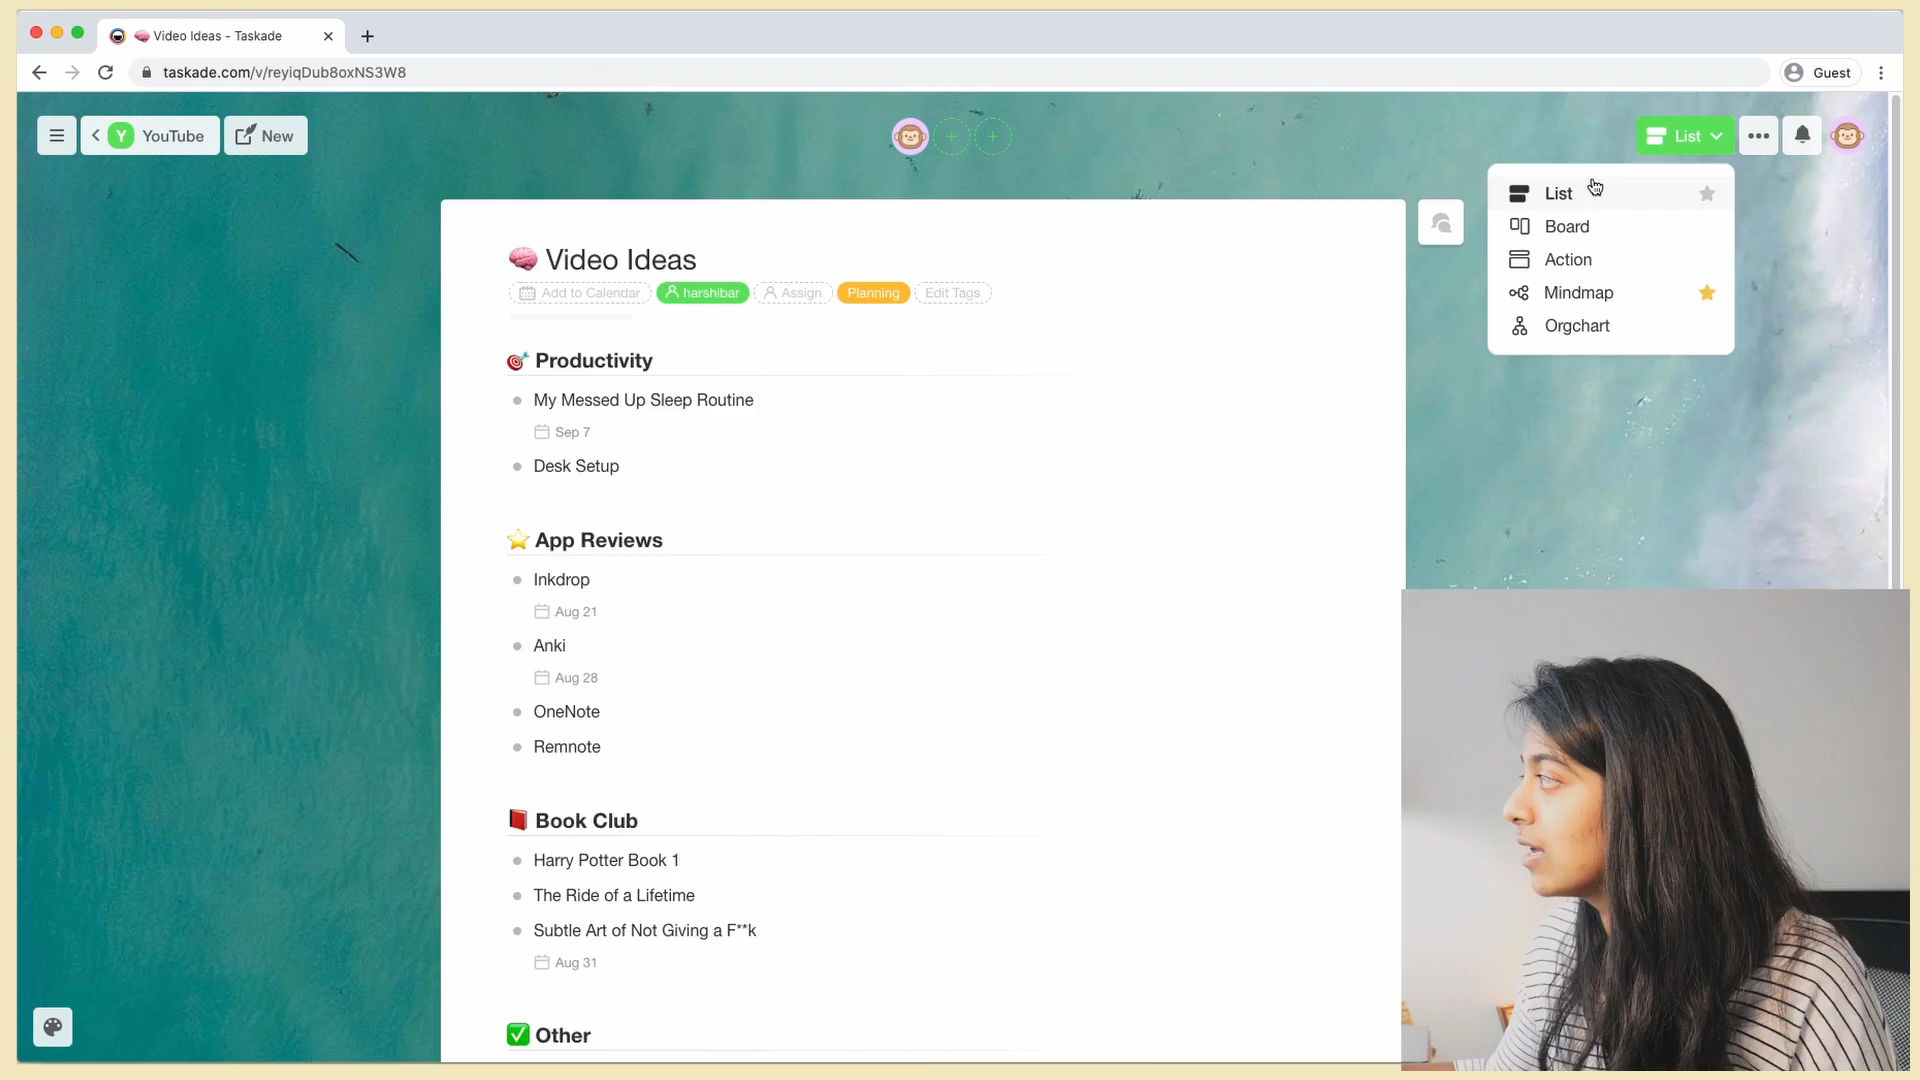 Video Ideas - Taskade
taskade.com/v/reyiqDub8oxNS3W8
Guest
Y YouTube
New
List
List
Board
Action
Mindmap
Orgchart
Video Ideas
Add to Calendar
harshibar
Assign
Planning
Edit Tags
Productivity
My Messed Up Sleep Routine
Sep 7
Desk Setup
App Reviews
Inkdrop
Aug 21
Anki
Aug 28
OneNote
Remnote
Book Club
Harry Potter Book 1
The Ride of a Lifetime
Subtle Art of Not Giving a F**k
Aug 31
Other